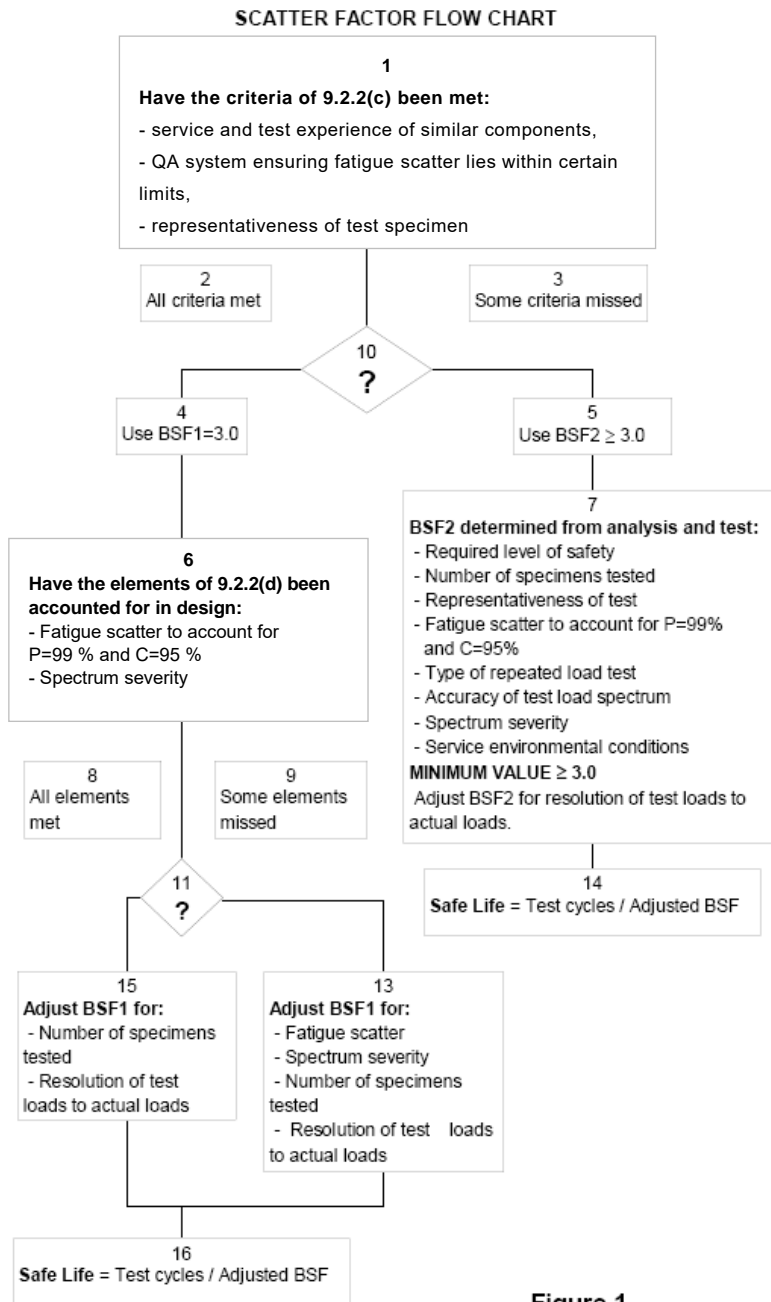 SCATTER FACTOR FLOW CHART
1
Have the criteria of 9.2.2(c) been met:
- service and test experience of similar components,
- QA system ensuring fatigue scatter lies within certain
limits,
- representativeness of test specimen
2
All criteria met
3
Some criteria missed
10
?
4
Use BSF1=3.0
5
Use BSF2 ≥ 3.0
6
Have the elements of 9.2.2(d) been
accounted for in design:
- Fatigue scatter to account for
P=99 % and C=95 %
- Spectrum severity
7
BSF2 determined from analysis and test:
- Required level of safety
- Number of specimens tested
- Representativeness of test
- Fatigue scatter to account for P=99%
and C=95%
- Type of repeated load test
- Accuracy of test load spectrum
- Spectrum severity
- Service environmental conditions
MINIMUM VALUE ≥ 3.0
Adjust BSF2 for resolution of test loads to
actual loads.
8
All elements
met
9
Some elements
missed
11
?
14
Safe Life = Test cycles / Adjusted BSF
15
Adjust BSF1 for:
- Number of specimens
tested
- Resolution of test
loads to actual loads
13
Adjust BSF1 for:
- Fatigue scatter
- Spectrum severity
- Number of specimens
tested
- Resolution of test loads
to actual loads
16
Safe Life = Test cycles / Adjusted BSF
Figure 1